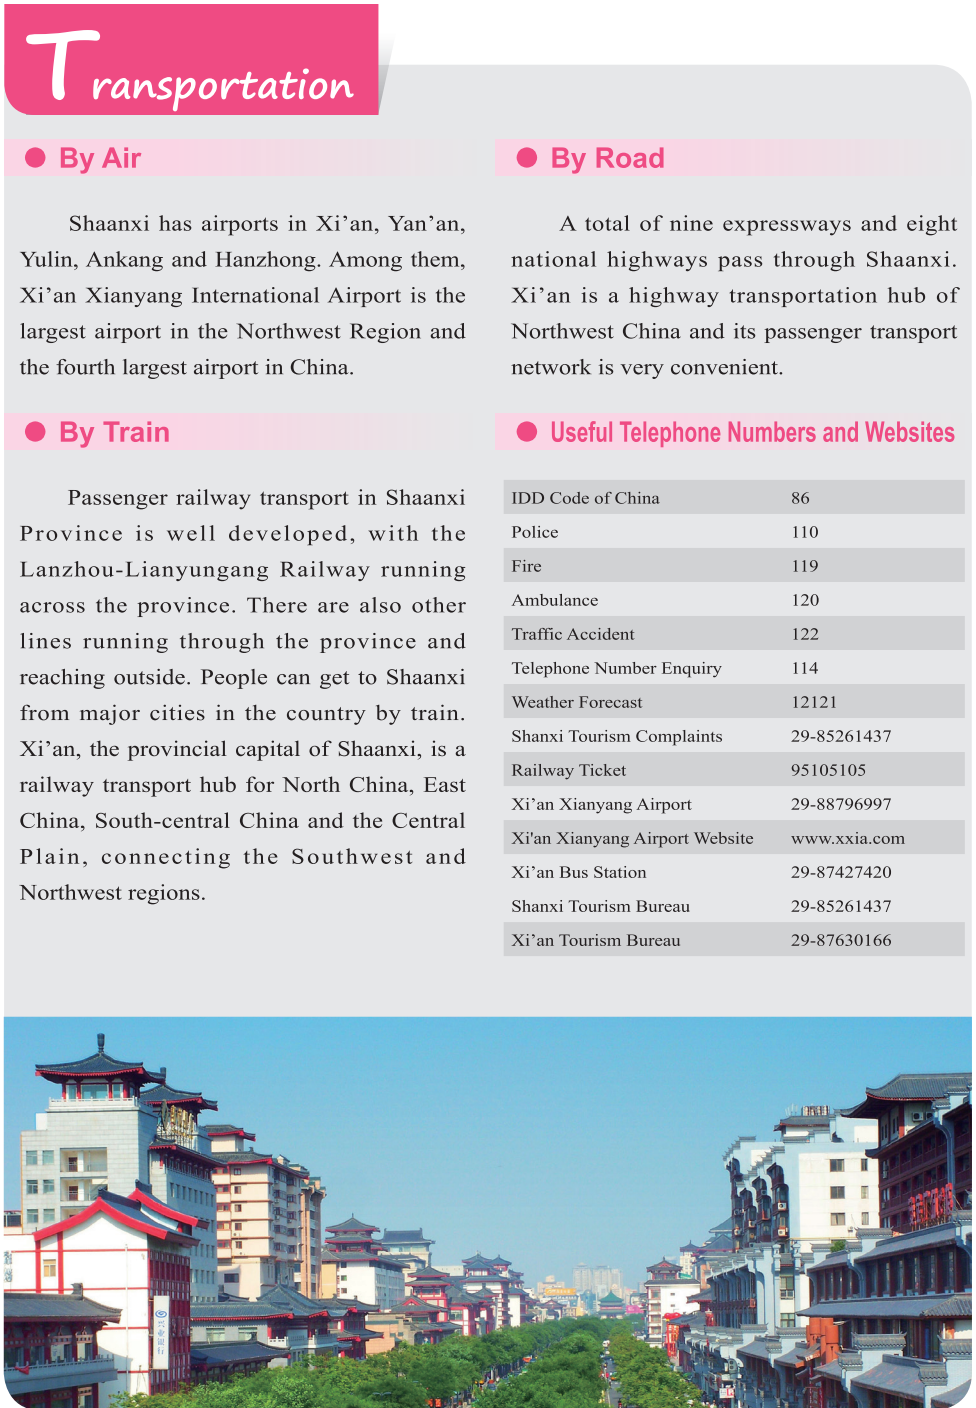 Transportation
By Air
Shaanxi has airports in Xi’an, Yan’an,
Yulin, Ankang and Hanzhong. Among them,
Xi’an Xianyang International Airport is the
largest airport in the Northwest Region and
the fourth largest airport in China.
By Train
Passenger railway transport in Shaanxi
Province is well developed, with the
Lanzhou-Lianyungang Railway running
across the province. There are also other
lines running through the province and
reaching outside. People can get to Shaanxi
from major cities in the country by train.
Xi’an, the provincial capital of Shaanxi, is a
railway transport hub for North China, East
China, South-central China and the Central
Plain, connecting the Southwest and
Northwest regions.
By Road
A total of nine expressways and eight
national highways pass through Shaanxi.
Xi’an is a highway transportation hub of
Northwest China and its passenger transport
network is very convenient.
Useful Telephone Numbers and Websites
IDD Code of China 86
Police 110
Fire 119
Ambulance 120
Traffic Accident 122
Telephone Number Enquiry 114
Weather Forecast 12121
Shanxi Tourism Complaints 29-85261437
Railway Ticket 95105105
Xi’an Xianyang Airport 29-88796997
Xi'an Xianyang Airport Website www.xxia.com
Xi’an Bus Station 29-87427420
Shanxi Tourism Bureau 29-85261437
Xi’an Tourism Bureau 29-87630166
兴业银行